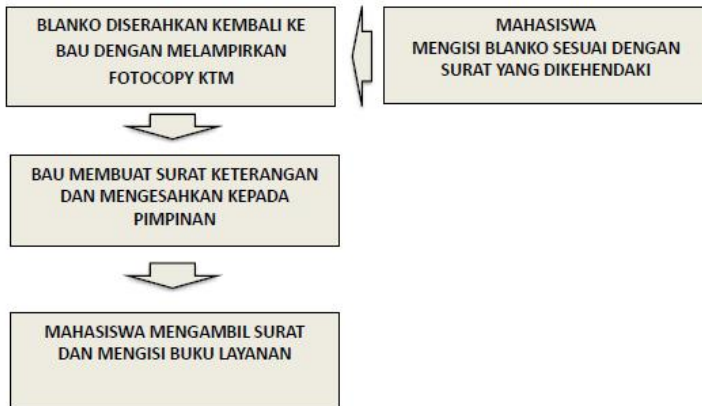 BLANKO DISERAHKAN KEMBALI KE
BAU DENGAN MELAMPIRKAN
FOTOCOPY KTM
MAHASISWA
MENGISI BLANKO SESUAI DENGAN
SURAT YANG DIKEHENDAKI
BAU MEMBUAT SURAT KETERANGAN
DAN MENGESAHKAN KEPADA
PIMPINAN
MAHASISWA MENGAMBIL SURAT
DAN MENGISI BUKU LAYANAN